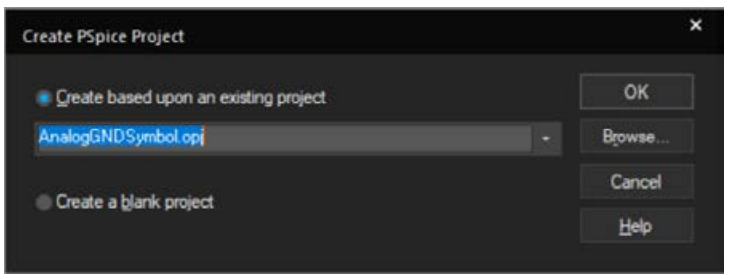 Create PSpice Project
×
Create based upon an existing project
OK
AnalogGNDSymbol.opj
Browse...
Create a blank project
Cancel
Help